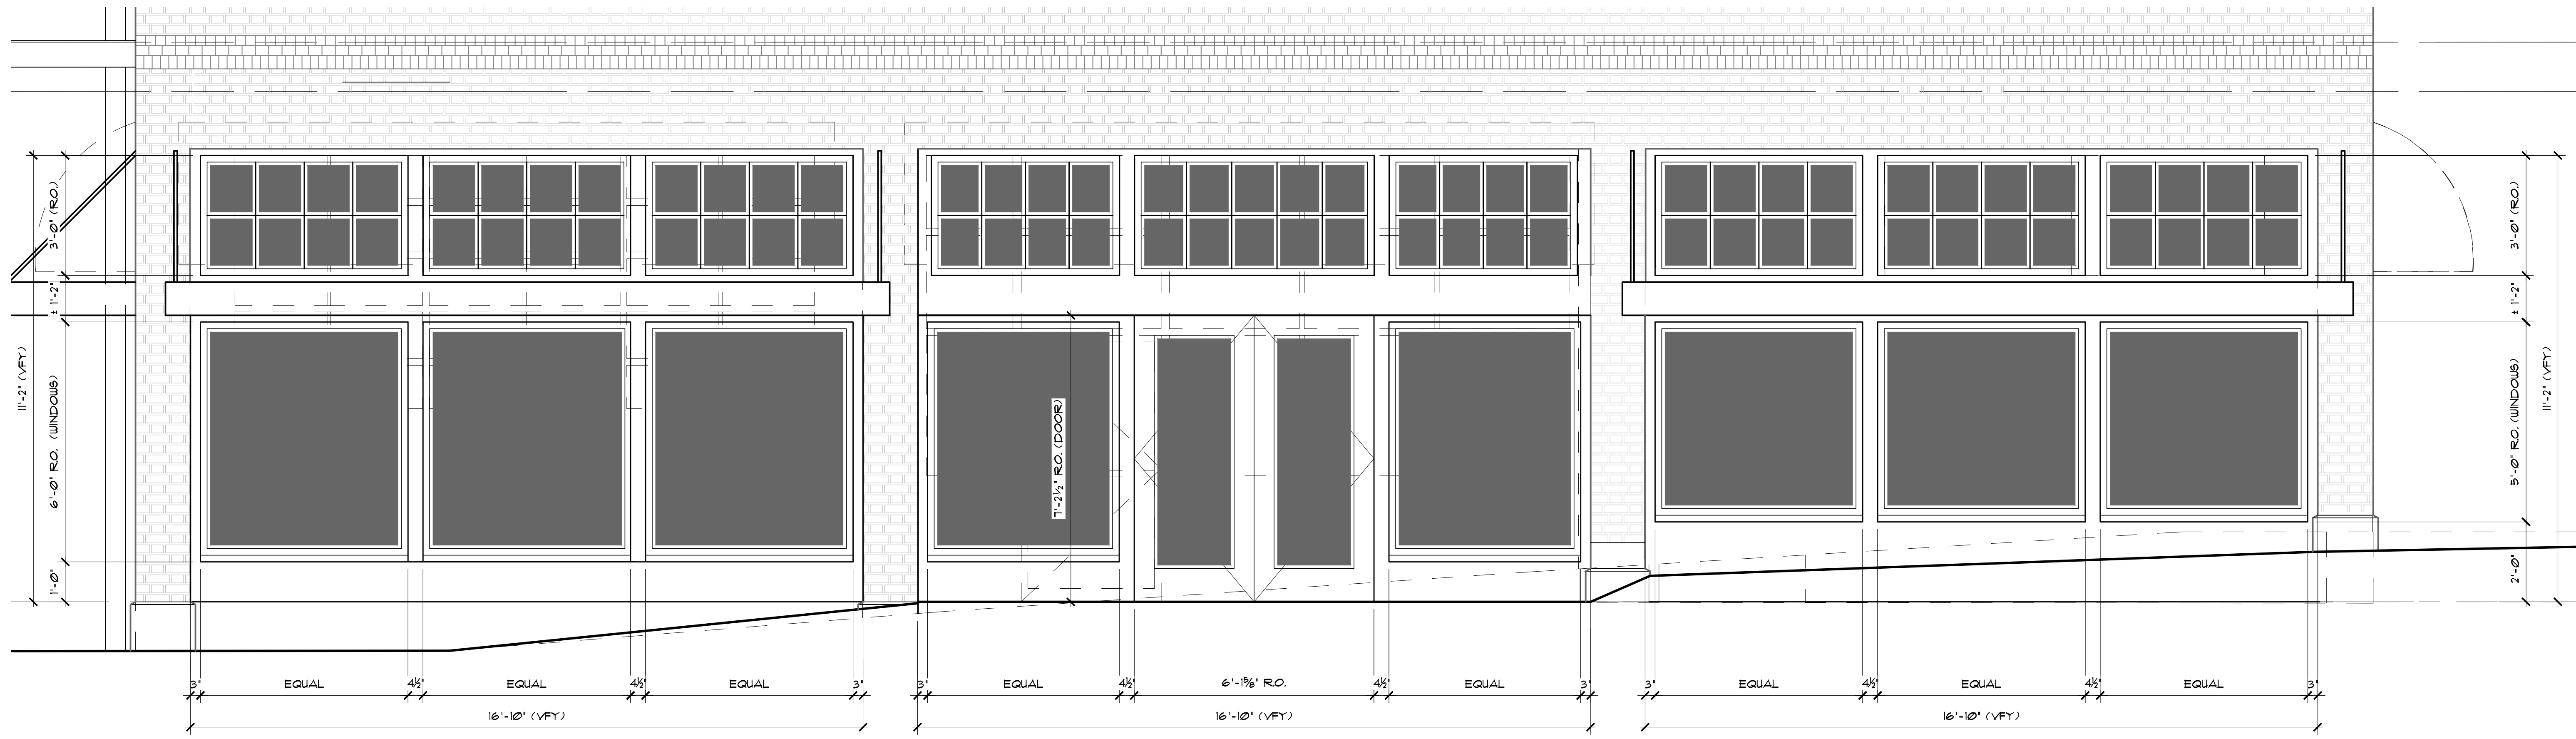 11'-2" (VFY)
3'-0" (R.O.)
± 1'-2"
6'-0" R.O. (WINDOWS)
1'-0"
7'-2½" R.O. (DOOR)
3'-0" (R.O.)
± 1'-2"
5'-0" R.O. (WINDOWS)
2'-0"
11'-2" (VFY)
3" EQUAL 4½" EQUAL 4½" EQUAL 3" 3" EQUAL 4½" 6'-1⅝" R.O. 4½" EQUAL 3" 3" EQUAL 4½" EQUAL 4½" EQUAL 3"
16'-10" (VFY) 16'-10" (VFY) 16'-10" (VFY)